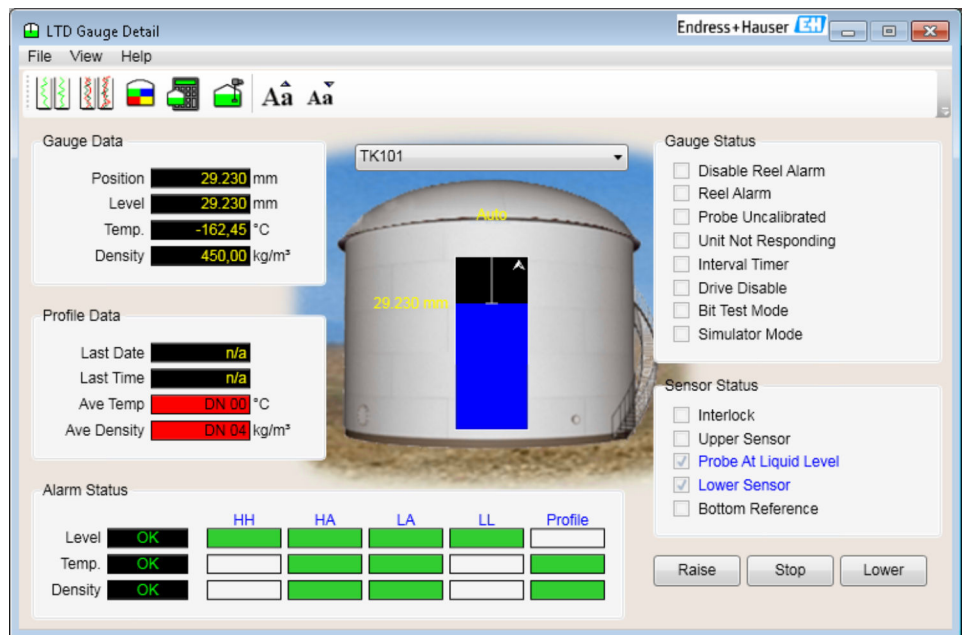 LTD Gauge Detail
Endress+Hauser EH
File View Help
Aâ Aǎ
Gauge Data
Position 29.230 mm
Level 29.230 mm
Temp. -162,45 °C
Density 450,00 kg/m³
Profile Data
Last Date n/a
Last Time n/a
Ave Temp DN 00 °C
Ave Density DN 04 kg/m³
TK101
Auto
29.230 mm
Gauge Status
Disable Reel Alarm
Reel Alarm
Probe Uncalibrated
Unit Not Responding
Interval Timer
Drive Disable
Bit Test Mode
Simulator Mode
Sensor Status
Interlock
Upper Sensor
Probe At Liquid Level
Lower Sensor
Bottom Reference
Alarm Status
HH HA LA LL Profile
Level OK
Temp. OK
Density OK
Raise Stop Lower